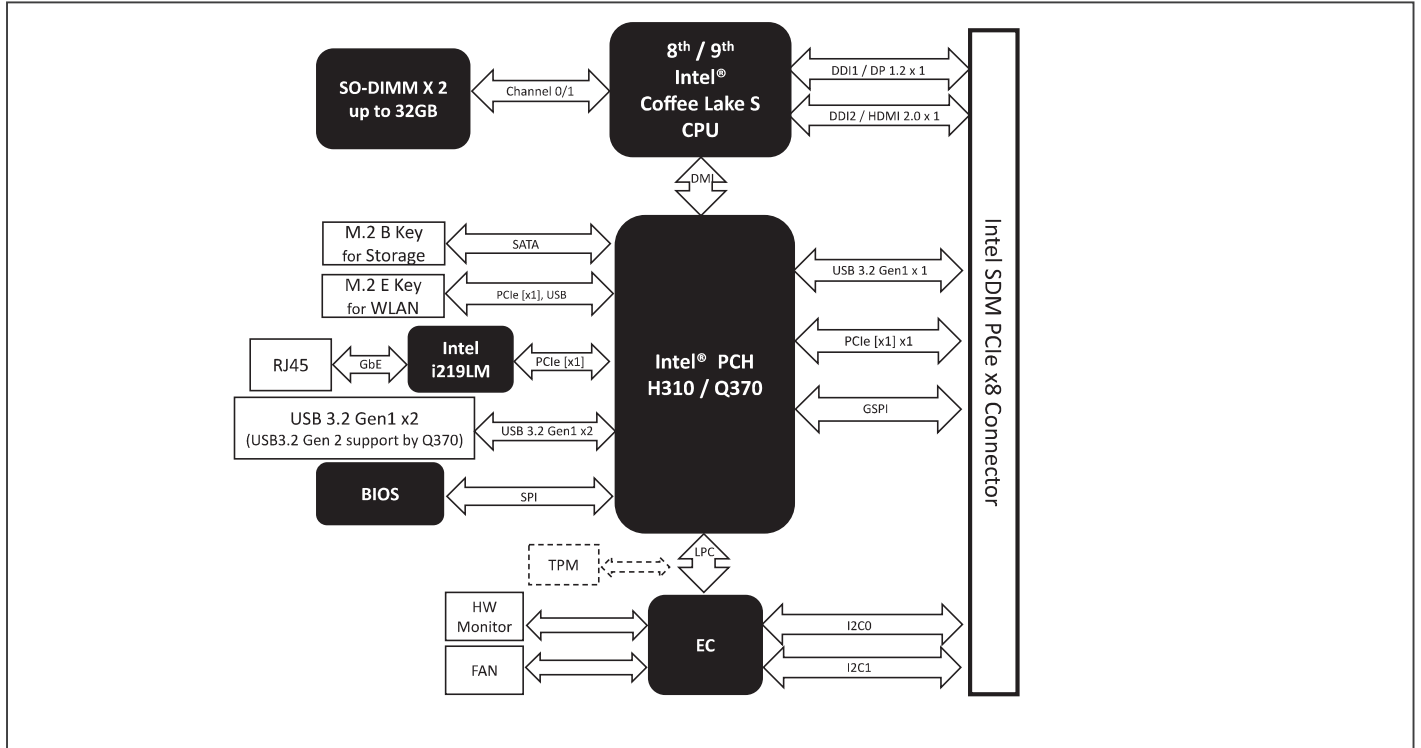 8th / 9th
Intel®
Coffee Lake S
CPU
SO-DIMM X 2
up to 32GB
Channel 0/1
DDI1 / DP 1.2 x 1
DDI2 / HDMI 2.0 x 1
DMI
M.2 B Key
for Storage
SATA
M.2 E Key
for WLAN
PCIe [x1], USB
RJ45
GbE
Intel
i219LM
PCIe [x1]
USB 3.2 Gen1 x2
(USB3.2 Gen 2 support by Q370)
USB 3.2 Gen1 x2
BIOS
SPI
Intel® PCH
H310 / Q370
USB 3.2 Gen1 x 1
PCIe [x1] x1
GSPI
Intel SDM PCIe x8 Connector
TPM
LPC
HW
Monitor
FAN
EC
I2C0
I2C1